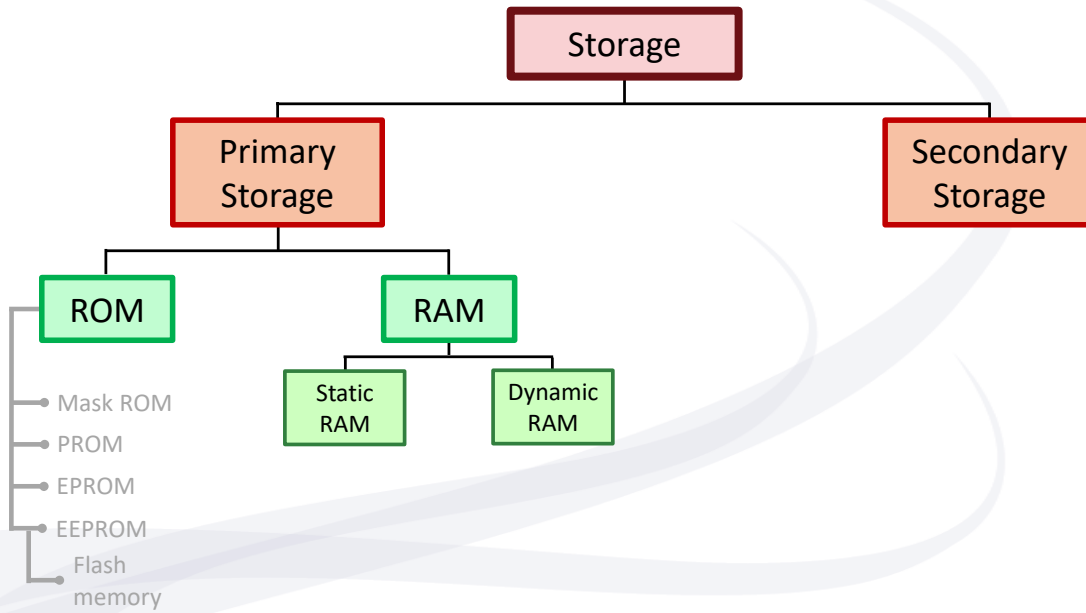 Storage
Primary
Storage
Secondary
Storage
ROM
RAM
Static
RAM
Dynamic
RAM
Mask ROM
PROM
EPROM
EEPROM
Flash
memory